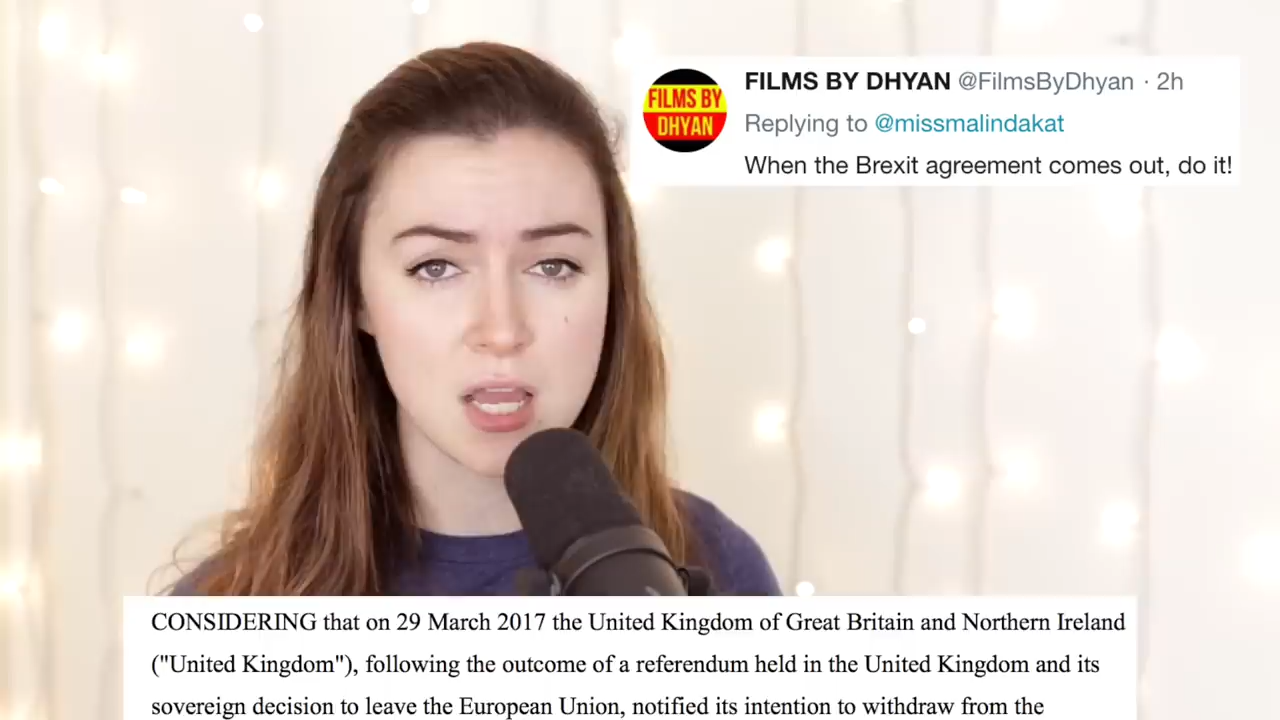 FILMS BY DHYAN @FilmsByDhyan · 2h
FILMS BY
DHYAN
Replying to @missmalindakat
When the Brexit agreement comes out, do it!
CONSIDERING that on 29 March 2017 the United Kingdom of Great Britain and Northern Ireland
("United Kingdom"), following the outcome of a referendum held in the United Kingdom and its
sovereign decision to leave the European Union, notified its intention to withdraw from the